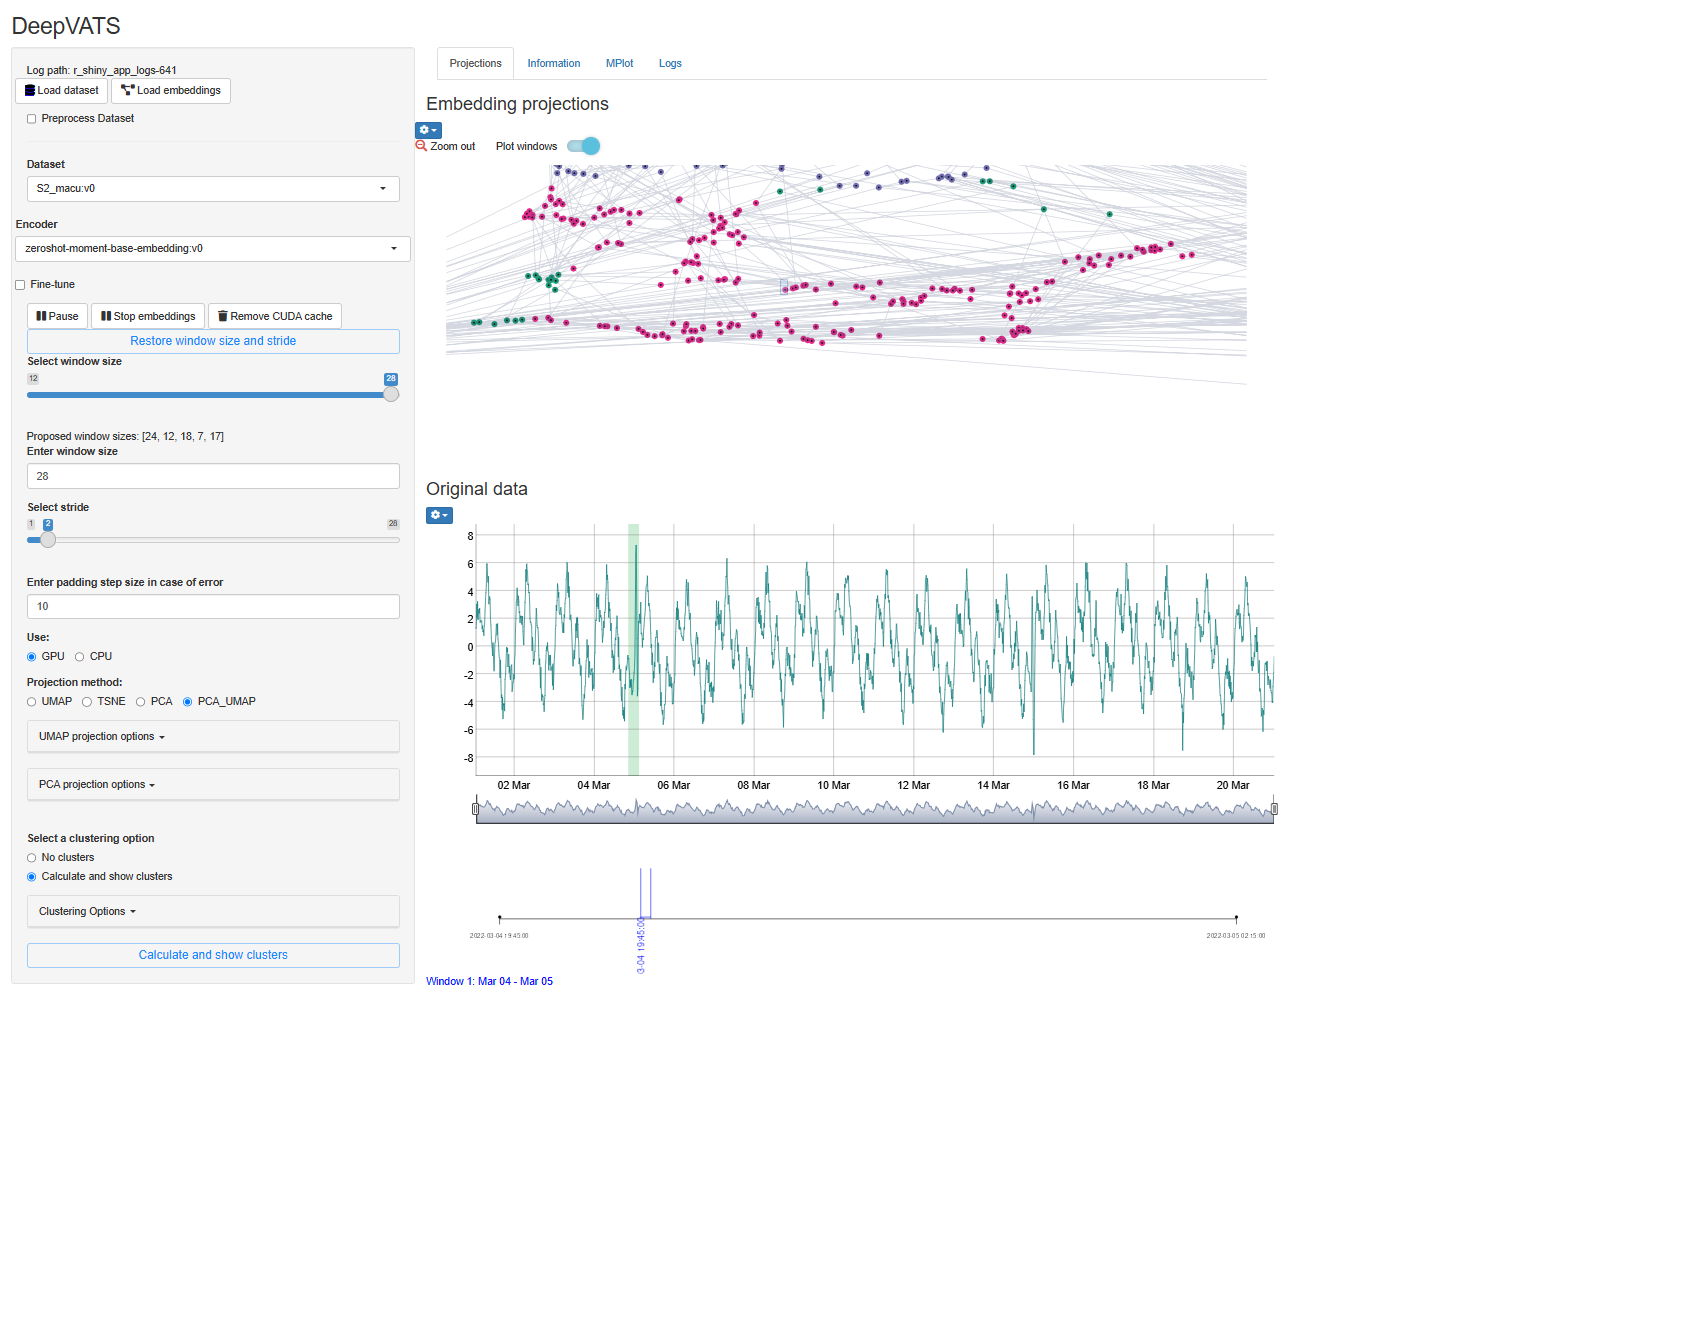 DeepVATS
Log path: r_shiny_app_logs-641
Load dataset
Load embeddings
Preprocess Dataset
Dataset
S2_macu:v0
Encoder
zeroshot-moment-base-embedding:v0
Fine-tune
Pause
Stop embeddings
Remove CUDA cache
Restore window size and stride
Select window size
12
28
Proposed window sizes: [24, 12, 18, 7, 17]
Enter window size
28
Select stride
1
2
28
Enter padding step size in case of error
10
Use:
GPU
CPU
Projection method:
UMAP
TSNE
PCA
PCA_UMAP
UMAP projection options
PCA projection options
Select a clustering option
No clusters
Calculate and show clusters
Clustering Options
Calculate and show clusters
Projections
Information
MPlot
Logs
Embedding projections
Zoom out
Plot windows
Original data
8
6
4
2
0
-2
-4
-6
-8
02 Mar
04 Mar
06 Mar
08 Mar
10 Mar
12 Mar
14 Mar
16 Mar
18 Mar
20 Mar
2022-03-04 19:45:00
3-04 19:45:00
2022-03-05 02:15:00
Window 1: Mar 04 - Mar 05